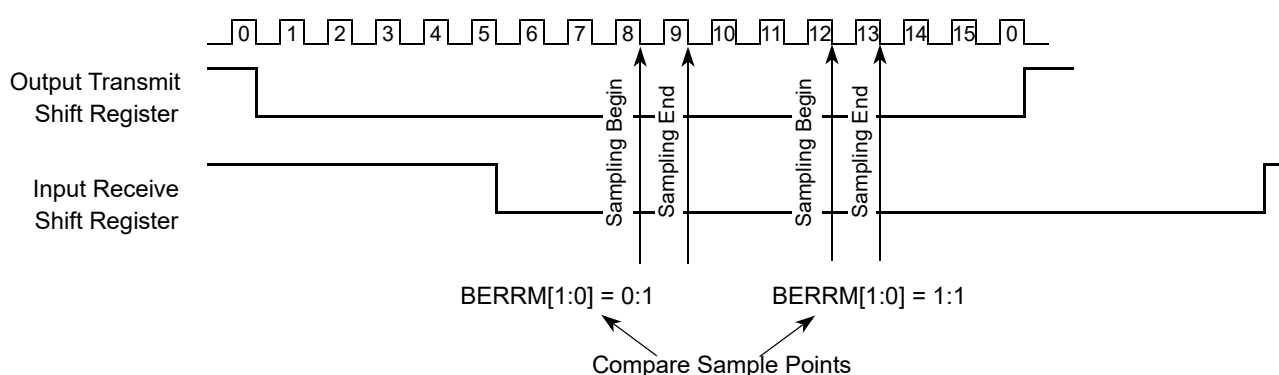 0 1 2 3 4 5 6 7 8 9 10 11 12 13 14 15 0
Output Transmit
Shift Register
Sampling Begin
Sampling End
Sampling Begin
Sampling End
Input Receive
Shift Register
BERRM[1:0] = 0:1 BERRM[1:0] = 1:1
Compare Sample Points